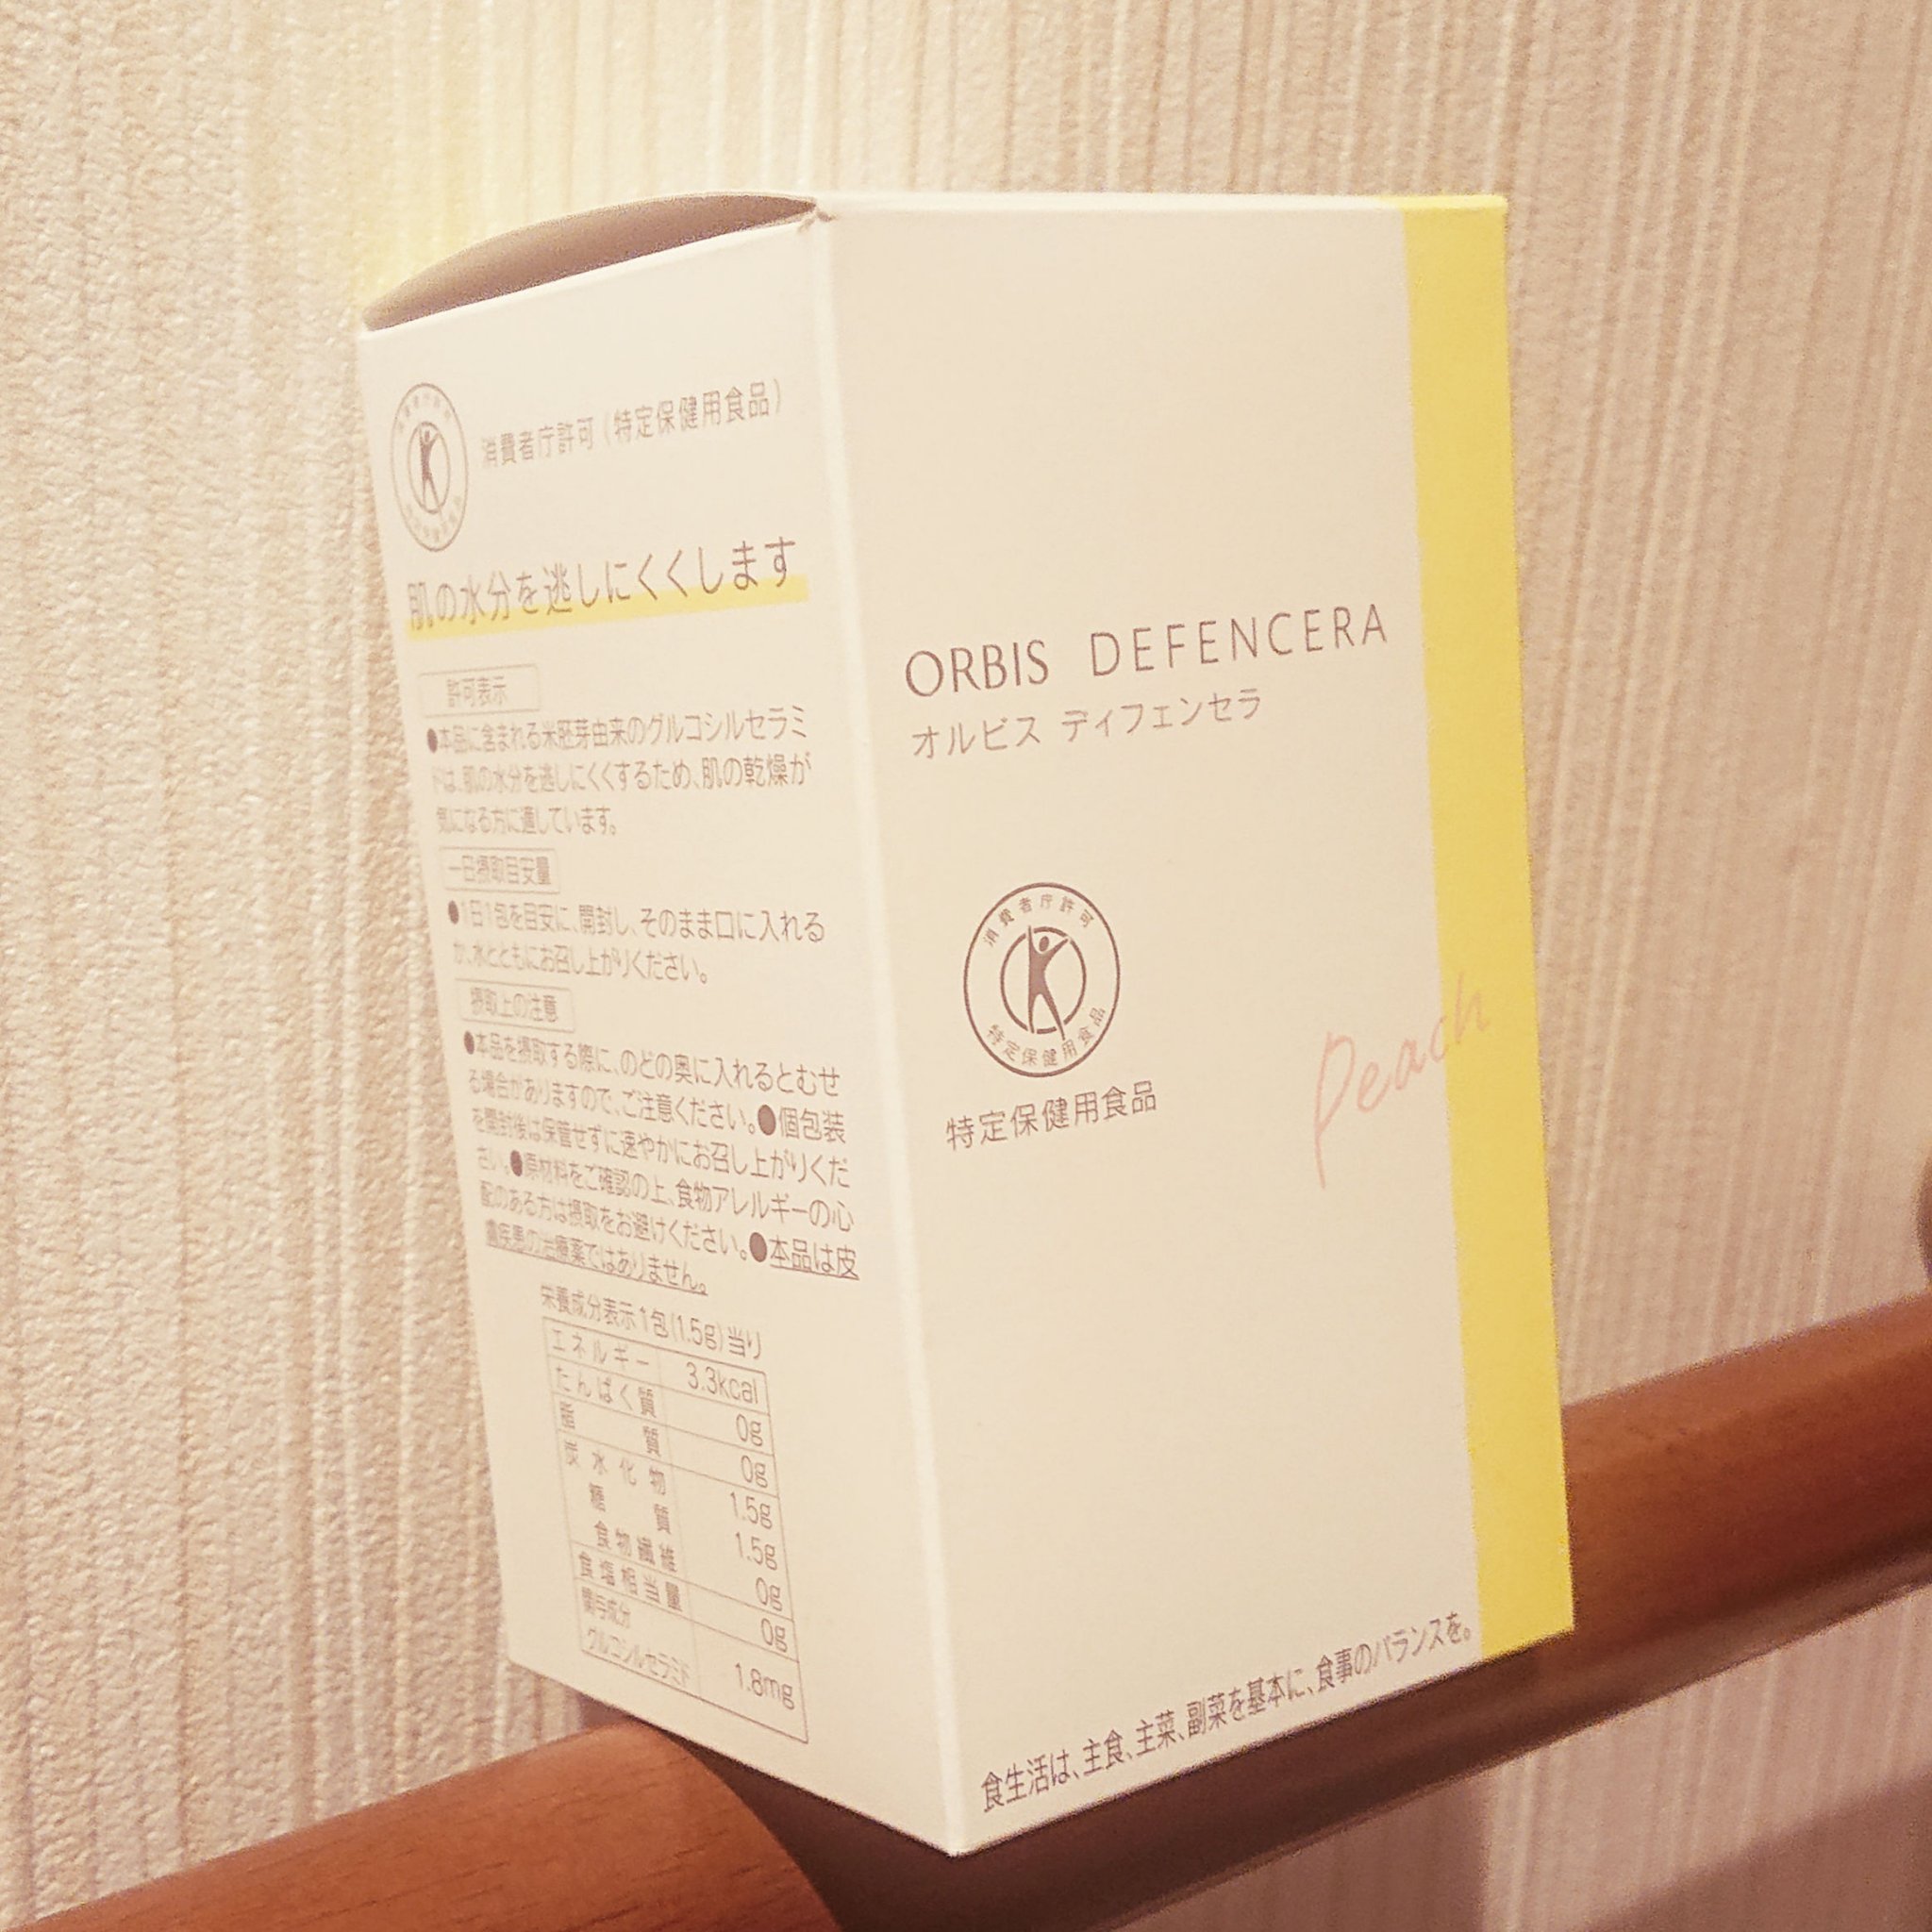 消費者庁許可（特定保健用食品）
肌の水分を逃しにくくします
許可表示
●本品に含まれる米胚芽由来のグルコシルセラミ
ドは、肌の水分を逃しにくくするため、肌の乾燥が
気になる方に適しています。
一日摂取目安量
●1日1包を目安に、開封し、そのまま口に入れる
か、水とともにお召し上がりください。
摂取上の注意
●本品を摂取する際に、のどの奥に入れるとむせ
る場合がありますので、ご注意ください。●個包装
を開封後は保管せずに速やかにお召し上がりくだ
さい。●原材料をご確認の上、食物アレルギーの心
配のある方は摂取をお避けください。●本品は皮
膚疾患の治療薬ではありません。
栄養成分表示1包(1.5g)当り
エネルギー 3.3kcal
たんぱく質 0g
脂質 0g
炭水化物 1.5g
糖質 1.5g
食物繊維 0g
食塩相当量 0g
関与成分
グルコシルセラミド 1.8mg
ORBIS DEFENCERA
オルビス ディフェンセラ
消費者庁許可
特定保健用食品
特定保健用食品
Peach
食生活は、主食、主菜、副菜を基本に、食事のバランスを。